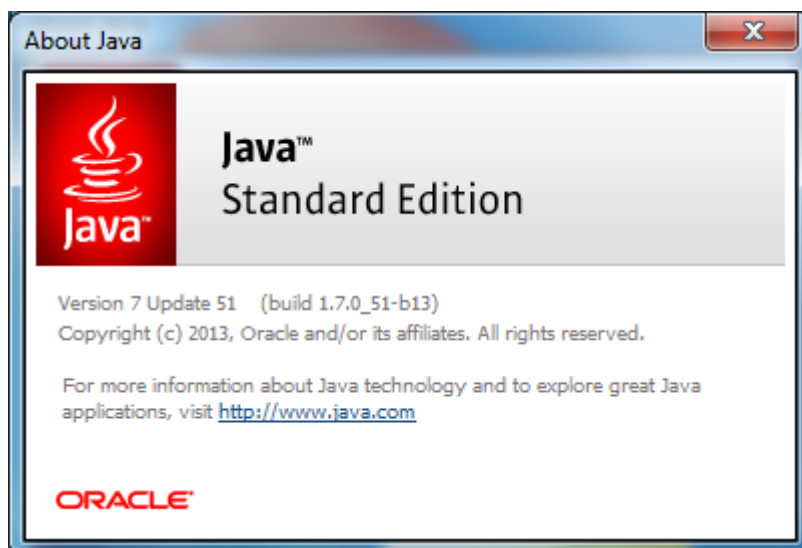 About Java
Java™
Java™
Standard Edition
Version 7 Update 51 (build 1.7.0_51-b13)
Copyright (c) 2013, Oracle and/or its affiliates. All rights reserved.
For more information about Java technology and to explore great Java
applications, visit http://www.java.com
ORACLE®